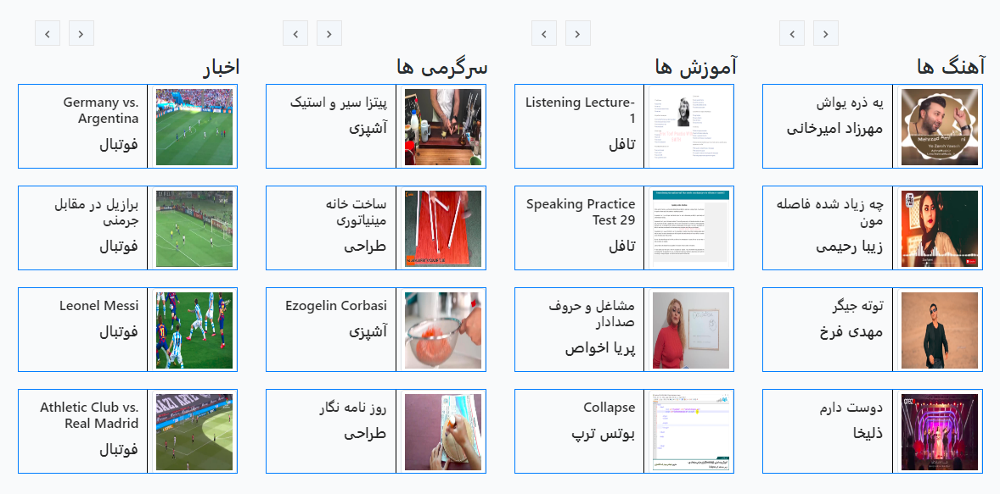 آهنگ ها
یه ذره یواش
مهرزاد امیرخانی
چه زیاد شده فاصله
مون
زیبا رحیمی
توته جیگر
مهدی فرخ
دوست دارم
ذلیخا
آموزش ها
Listening Lecture-
1
تافل
Speaking Practice
Test 29
تافل
مشاغل و حروف
صدادار
پریا اخواص
Collapse
بوتس ترپ
سرگرمی ها
پیتزا سیر و استیک
آشپزی
ساخت خانه
مینیاتوری
طراحی
Ezogelin Corbasi
آشپزی
روز نامه نگار
طراحی
اخبار
Germany vs.
Argentina
فوتبال
برازیل در مقابل
جرمنی
فوتبال
Leonel Messi
فوتبال
Athletic Club vs.
Real Madrid
فوتبال